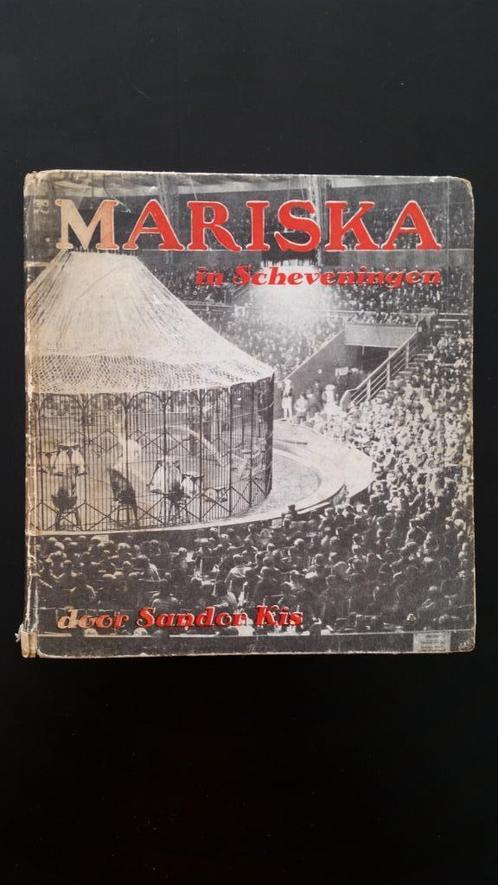 MARISKA
in Scheveningen
door Sandor Kis